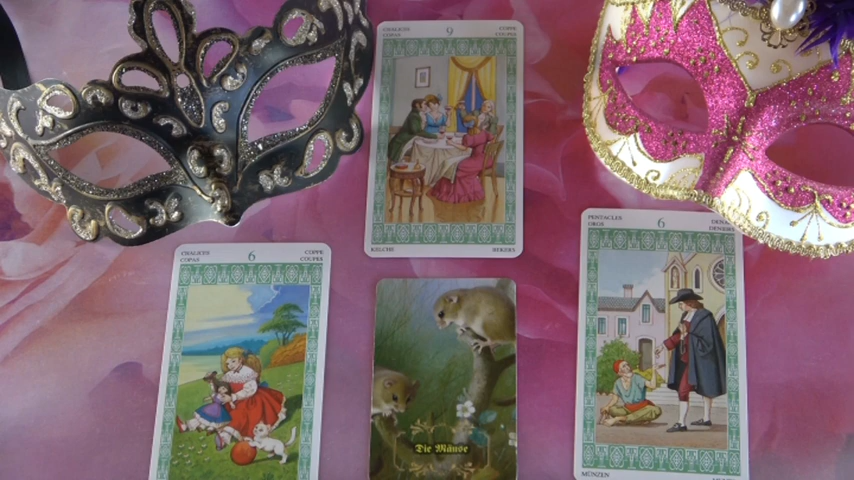 CHALICES 9 COPPE
COPAS COUPES
KELCHE BEKERS
CHALICES 6 COPPE
COPAS COUPES
PENTACLES 6
OROS DENIERS
MÜNZEN
Die Mäuse